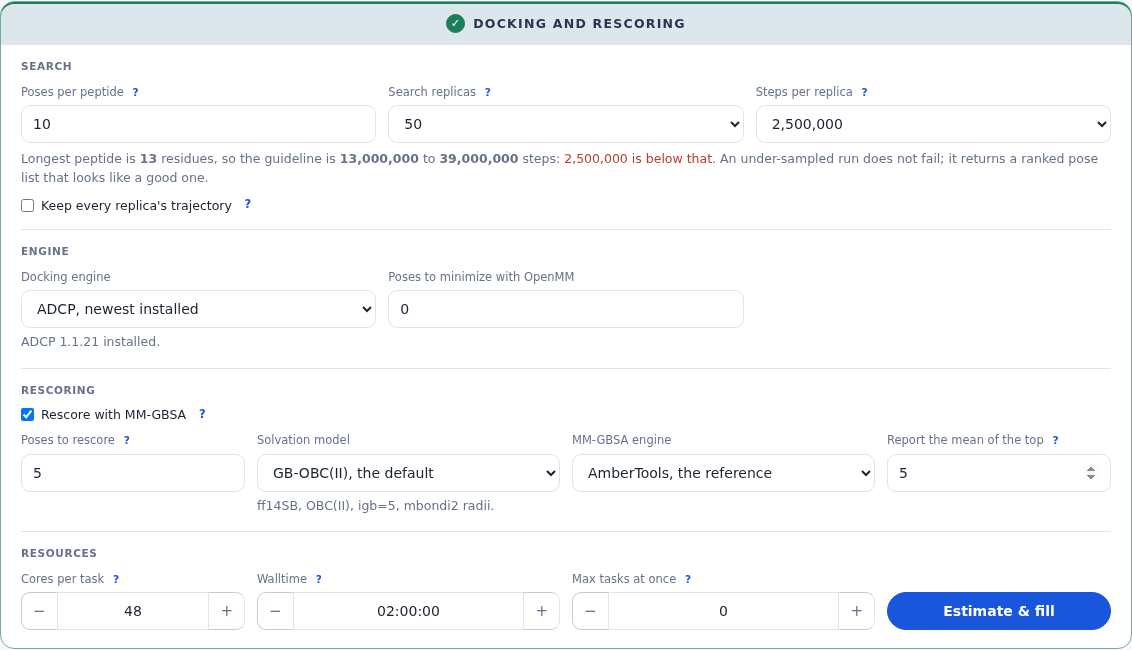 ✓ DOCKING AND RESCORING
SEARCH
Poses per peptide ?
Search replicas ?
Steps per replica ?
10
50
2,500,000
Longest peptide is 13 residues, so the guideline is 13,000,000 to 39,000,000 steps: 2,500,000 is below that. An under-sampled run does not fail; it returns a ranked pose
list that looks like a good one.
Keep every replica's trajectory ?
ENGINE
Docking engine
Poses to minimize with OpenMM
ADCP, newest installed
0
ADCP 1.1.21 installed.
RESCORING
Rescore with MM-GBSA ?
Poses to rescore ?
Solvation model
MM-GBSA engine
Report the mean of the top ?
5
GB-OBC(II), the default
AmberTools, the reference
5
ff14SB, OBC(II), igb=5, mbondi2 radii.
RESOURCES
Cores per task ?
Walltime ?
Max tasks at once ?
− 48 +
− 02:00:00 +
− 0 +
Estimate & fill